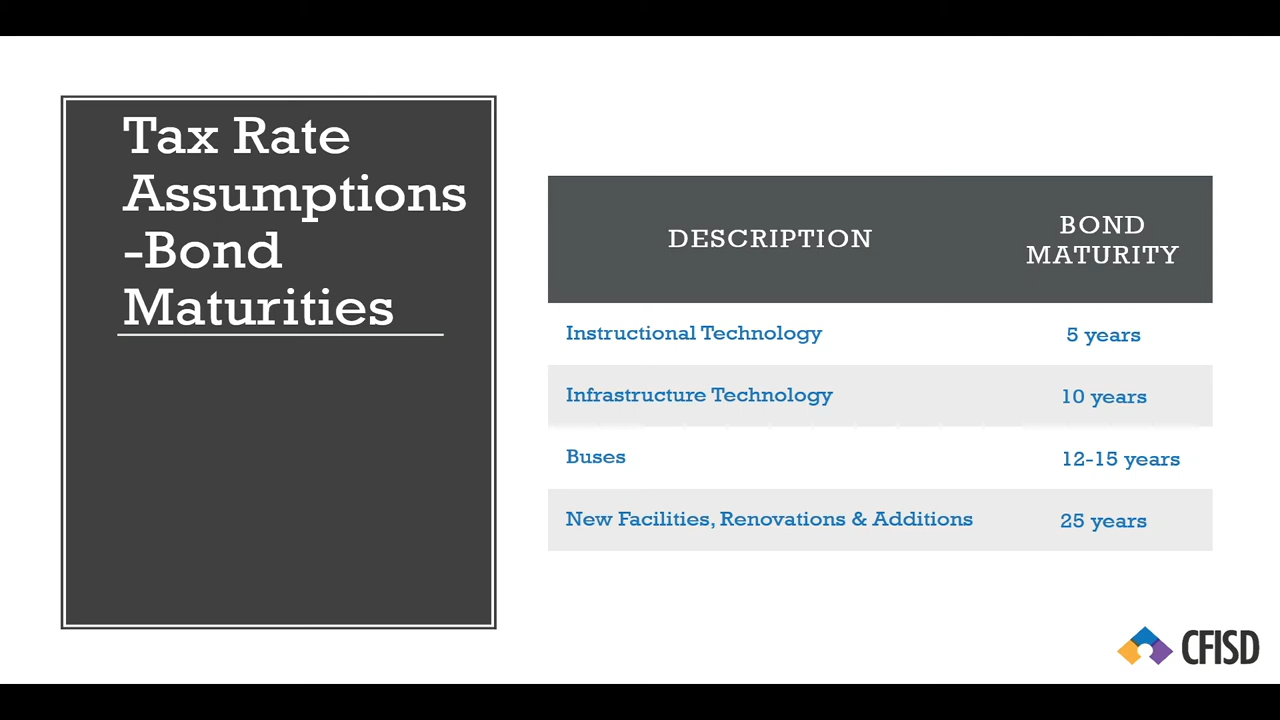 Tax Rate
Assumptions
-Bond
Maturities
DESCRIPTION
BOND
MATURITY
Instructional Technology 5 years
Infrastructure Technology 10 years
Buses 12-15 years
New Facilities, Renovations & Additions 25 years
CFISD